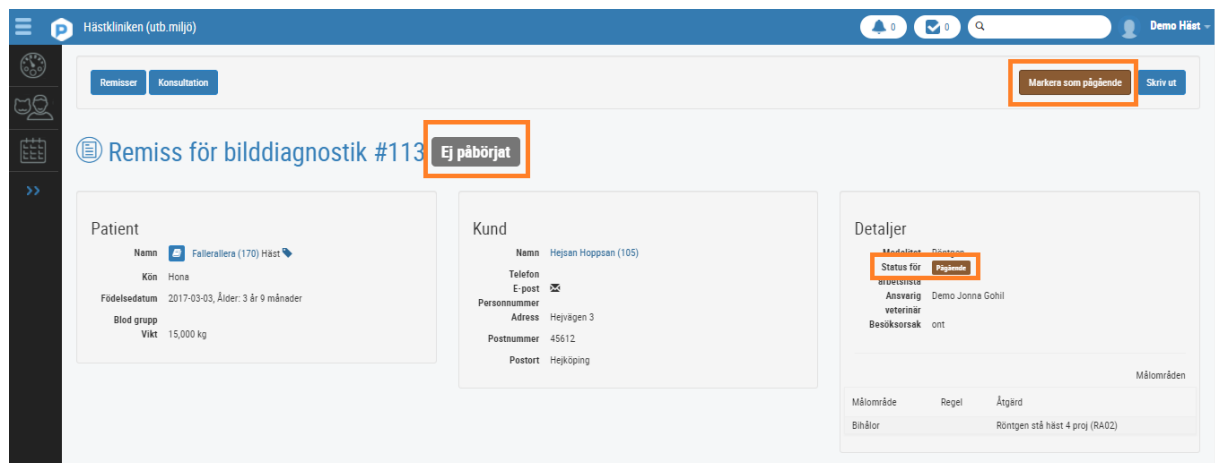 Hästkliniken (utb.miljö)
0
0
Demo Häst
Remisser
Konsultation
Markera som pågående
Skriv ut
Remiss för bilddiagnostik #113
Ej påbörjat
Patient
Namn Fallerallera (170) Häst
Kön Hona
Födelsedatum 2017-03-03, Ålder: 3 år 9 månader
Blod grupp
Vikt 15,000 kg
Kund
Namn Hejsan Hoppsan (105)
Telefon
E-post
Personnummer
Adress Hejvägen 3
Postnummer 45612
Postort Hejköping
Detaljer
Modalitet Röntgen
Status för Pågående
arbetslista
Ansvarig Demo Jonna Gohil
veterinär
Besöksorsak ont
Målområden
Målområde Regel Åtgärd
Bihålor Röntgen stå häst 4 proj (RA02)